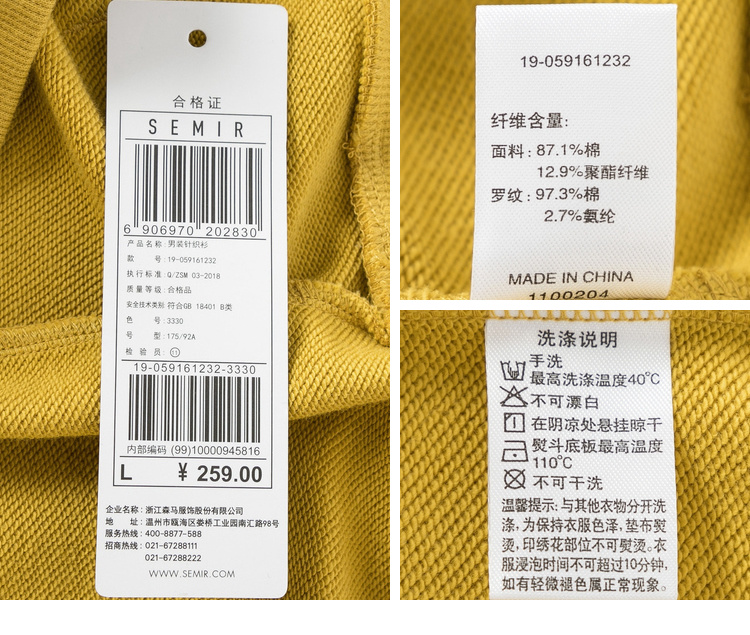 合格证
SEMIR
6 906970 202830
产品名称:男装针织衫
款 号:19-059161232
执行标准:Q/ZSM 03-2018
质量等级:合格品
安全技术类别:符合GB 18401 B类
色 号:3330
号 型:175/92A
检 验 员:⑪
19-059161232-3330
内部编码 (99)10000945816
L ¥ 259.00
企业名称:浙江森马服饰股份有限公司
地 址:温州市瓯海区娄桥工业园南汇路98号
服务热线:400-8877-588
招商热线:021-67288111
021-67288222
WWW.SEMIR.COM
19-059161232
纤维含量:
面料:87.1%棉
12.9%聚酯纤维
罗纹:97.3%棉
2.7%氨纶
MADE IN CHINA
1100204
洗涤说明
手洗
最高洗涤温度40°C
不可漂白
在阴凉处悬挂晾干
熨斗底板最高温度
110°C
不可干洗
温馨提示:与其他衣物分开洗
涤,为保持衣服色泽,垫布熨
烫,印绣花部位不可熨烫。衣
服浸泡时间不可超过10分钟,
如有轻微褪色属正常现象。